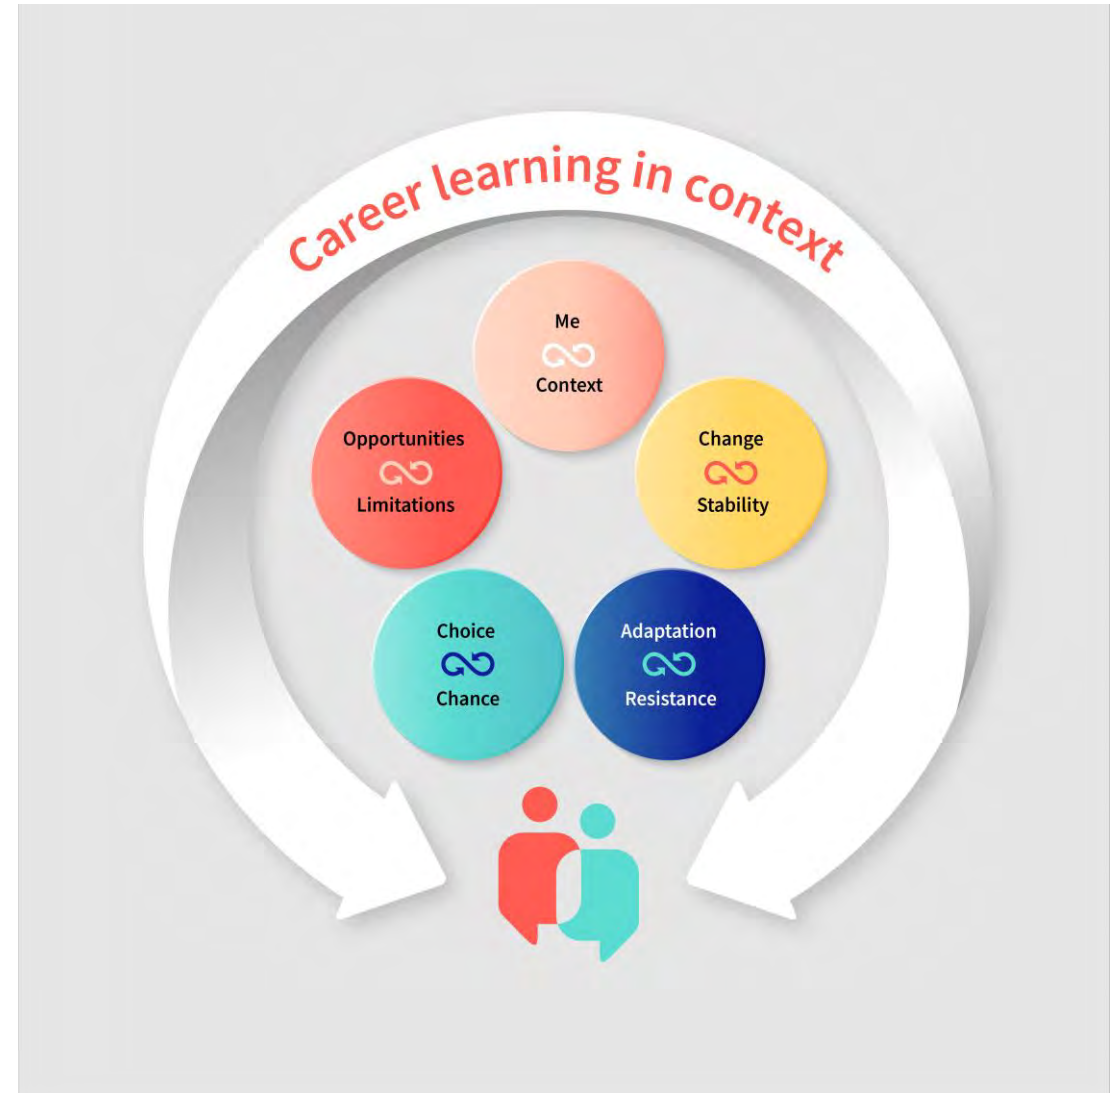 Career learning in context
Me
Context
Opportunities
Limitations
Change
Stability
Choice
Chance
Adaptation
Resistance